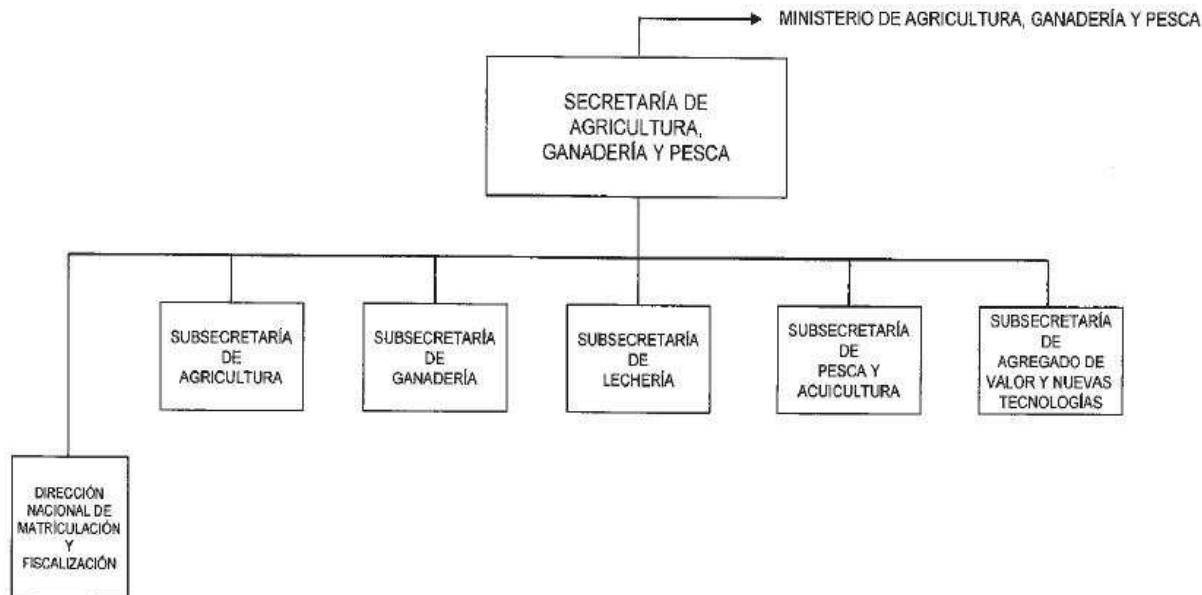 MINISTERIO DE AGRICULTURA, GANADERÍA Y PESCA
SECRETARÍA DE
AGRICULTURA,
GANADERÍA Y PESCA
SUBSECRETARÍA
DE
AGRICULTURA
SUBSECRETARÍA
DE
GANADERÍA
SUBSECRETARÍA
DE
LECHERÍA
SUBSECRETARÍA
DE
PESCA Y
ACUICULTURA
SUBSECRETARÍA
DE
AGREGADO DE
VALOR Y NUEVAS
TECNOLOGÍAS
DIRECCIÓN
NACIONAL DE
MATRÍCULACIÓN
Y
FISCALIZACIÓN